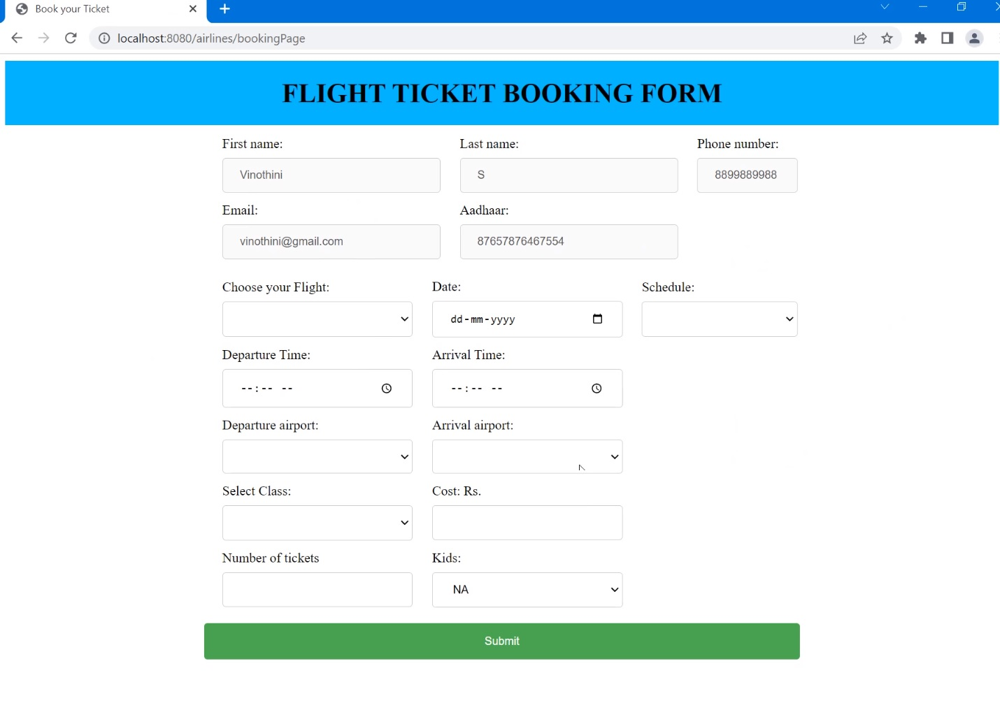 Book your Ticket
localhost:8080/airlines/bookingPage
FLIGHT TICKET BOOKING FORM
First name:
Last name:
Phone number:
Vinothini
S
8899889988
Email:
Aadhaar:
vinothini@gmail.com
87657876467554
Choose your Flight:
Date:
Schedule:
dd-mm-yyyy
Departure Time:
Arrival Time:
--:-- --
--:-- --
Departure airport:
Arrival airport:
Select Class:
Cost: Rs.
Number of tickets
Kids:
NA
Submit